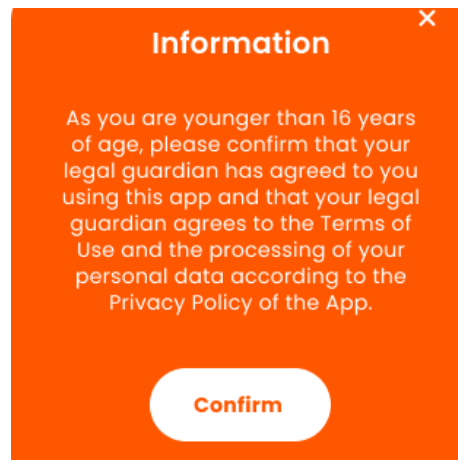 Information
As you are younger than 16 years
of age, please confirm that your
legal guardian has agreed to you
using this app and that your legal
guardian agrees to the Terms of
Use and the processing of your
personal data according to the
Privacy Policy of the App.
Confirm